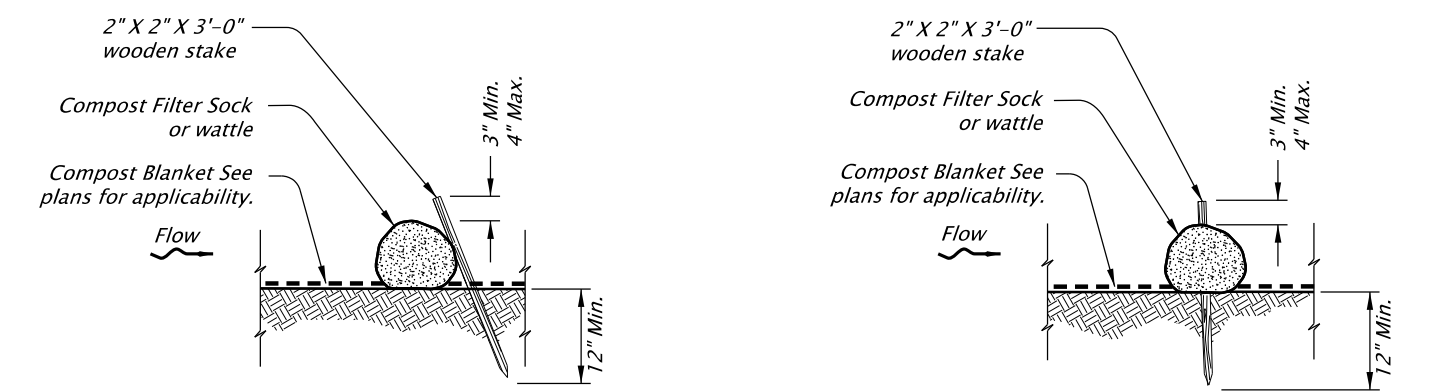 2" X 2" X 3'-0"
wooden stake
Compost Filter Sock
or wattle
Compost Blanket See
plans for applicability.
Flow
3" Min.
4" Max.
12" Min.
2" X 2" X 3'-0"
wooden stake
Compost Filter Sock
or wattle
Compost Blanket See
plans for applicability.
Flow
3" Min.
4" Max.
12" Min.